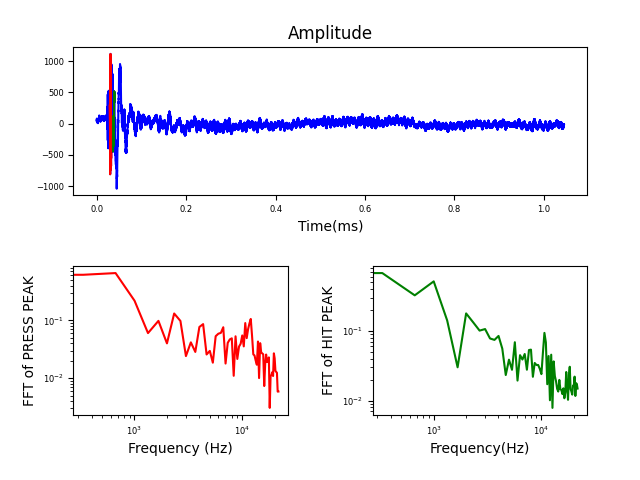 Amplitude
1000
500
0
−500
−1000
0.0 0.2 0.4 0.6 0.8 1.0
Time(ms)
FFT of PRESS PEAK
10⁻¹
10⁻²
10³ 10⁴
Frequency (Hz)
FFT of HIT PEAK
10⁻¹
10⁻²
10³ 10⁴
Frequency(Hz)